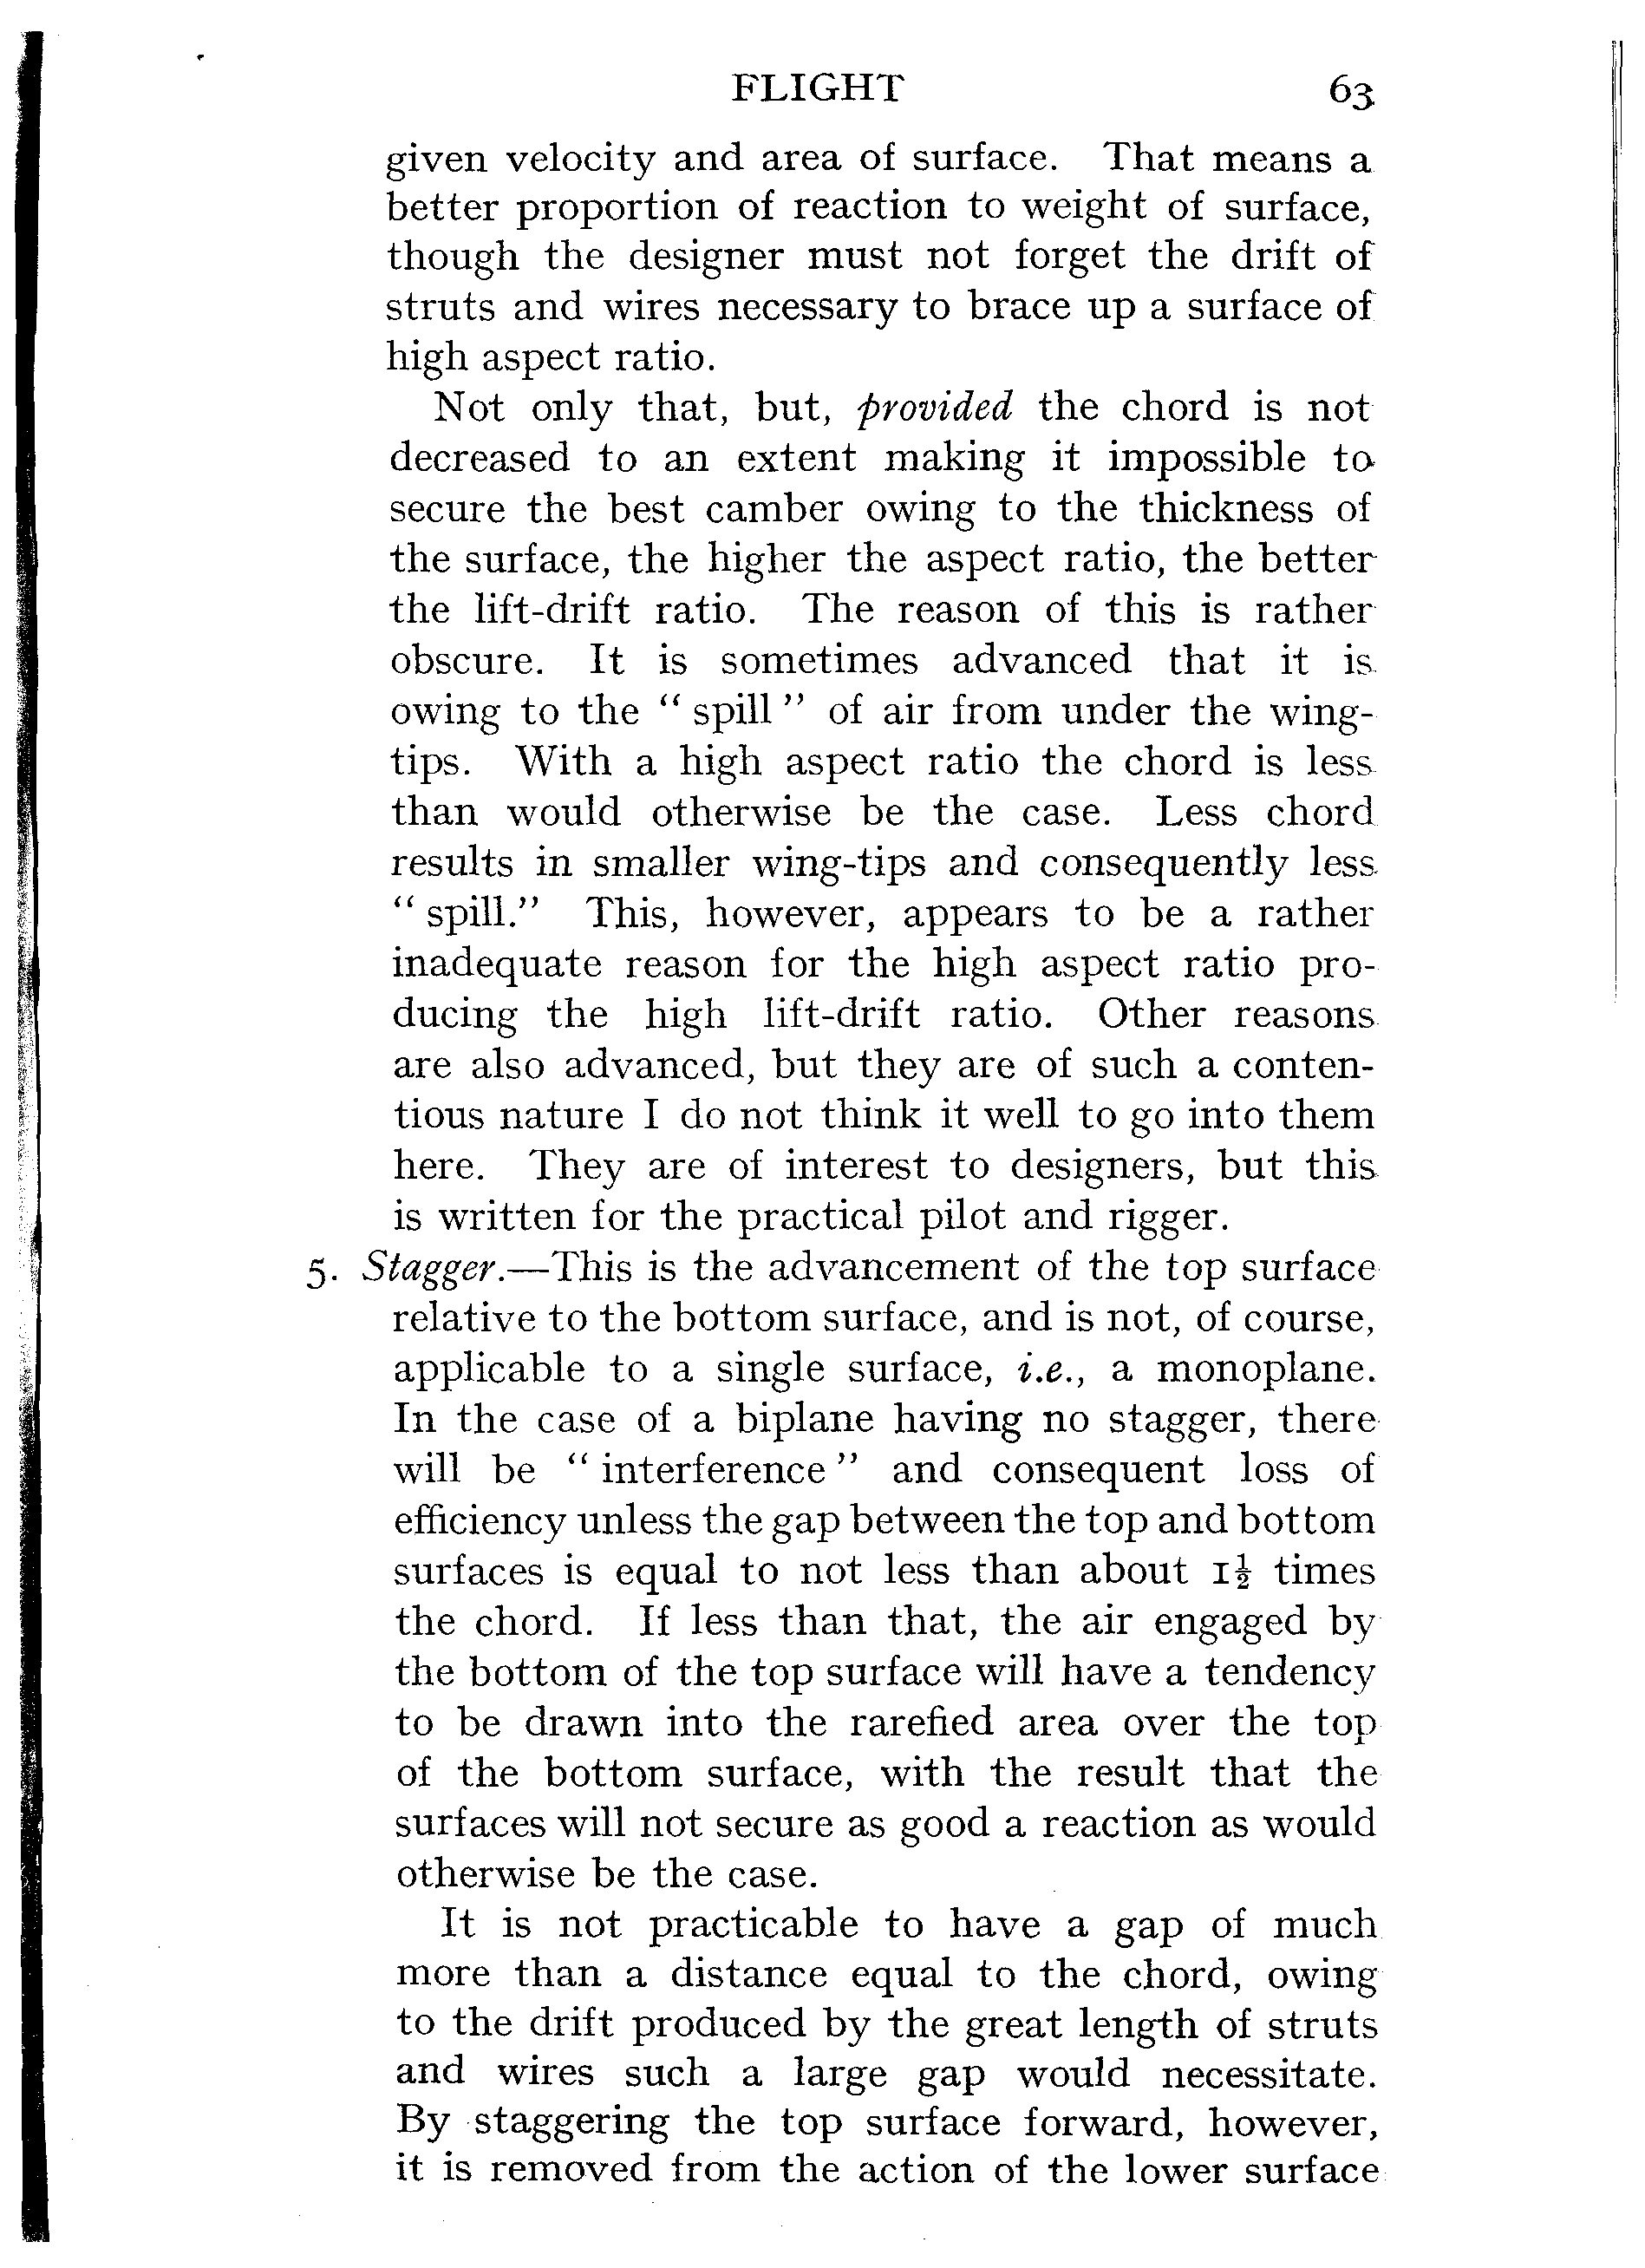 FLIGHT 63
given velocity and area of surface. That means a
better proportion of reaction to weight of surface,
though the designer must not forget the drift of
struts and wires necessary to brace up a surface of
high aspect ratio.
Not only that, but, provided the chord is not
decreased to an extent making it impossible to
secure the best camber owing to the thickness of
the surface, the higher the aspect ratio, the better
the lift-drift ratio. The reason of this is rather
obscure. It is sometimes advanced that it is
owing to the “ spill ” of air from under the wing-
tips. With a high aspect ratio the chord is less
than would otherwise be the case. Less chord
results in smaller wing-tips and consequently less
“ spill.” This, however, appears to be a rather
inadequate reason for the high aspect ratio pro-
ducing the high lift-drift ratio. Other reasons
are also advanced, but they are of such a conten-
tious nature I do not think it well to go into them
here. They are of interest to designers, but this
is written for the practical pilot and rigger.
5. Stagger.—This is the advancement of the top surface
relative to the bottom surface, and is not, of course,
applicable to a single surface, i.e., a monoplane.
In the case of a biplane having no stagger, there
will be “ interference ” and consequent loss of
efficiency unless the gap between the top and bottom
surfaces is equal to not less than about 1½ times
the chord. If less than that, the air engaged by
the bottom of the top surface will have a tendency
to be drawn into the rarefied area over the top
of the bottom surface, with the result that the
surfaces will not secure as good a reaction as would
otherwise be the case.
It is not practicable to have a gap of much
more than a distance equal to the chord, owing
to the drift produced by the great length of struts
and wires such a large gap would necessitate.
By staggering the top surface forward, however,
it is removed from the action of the lower surface